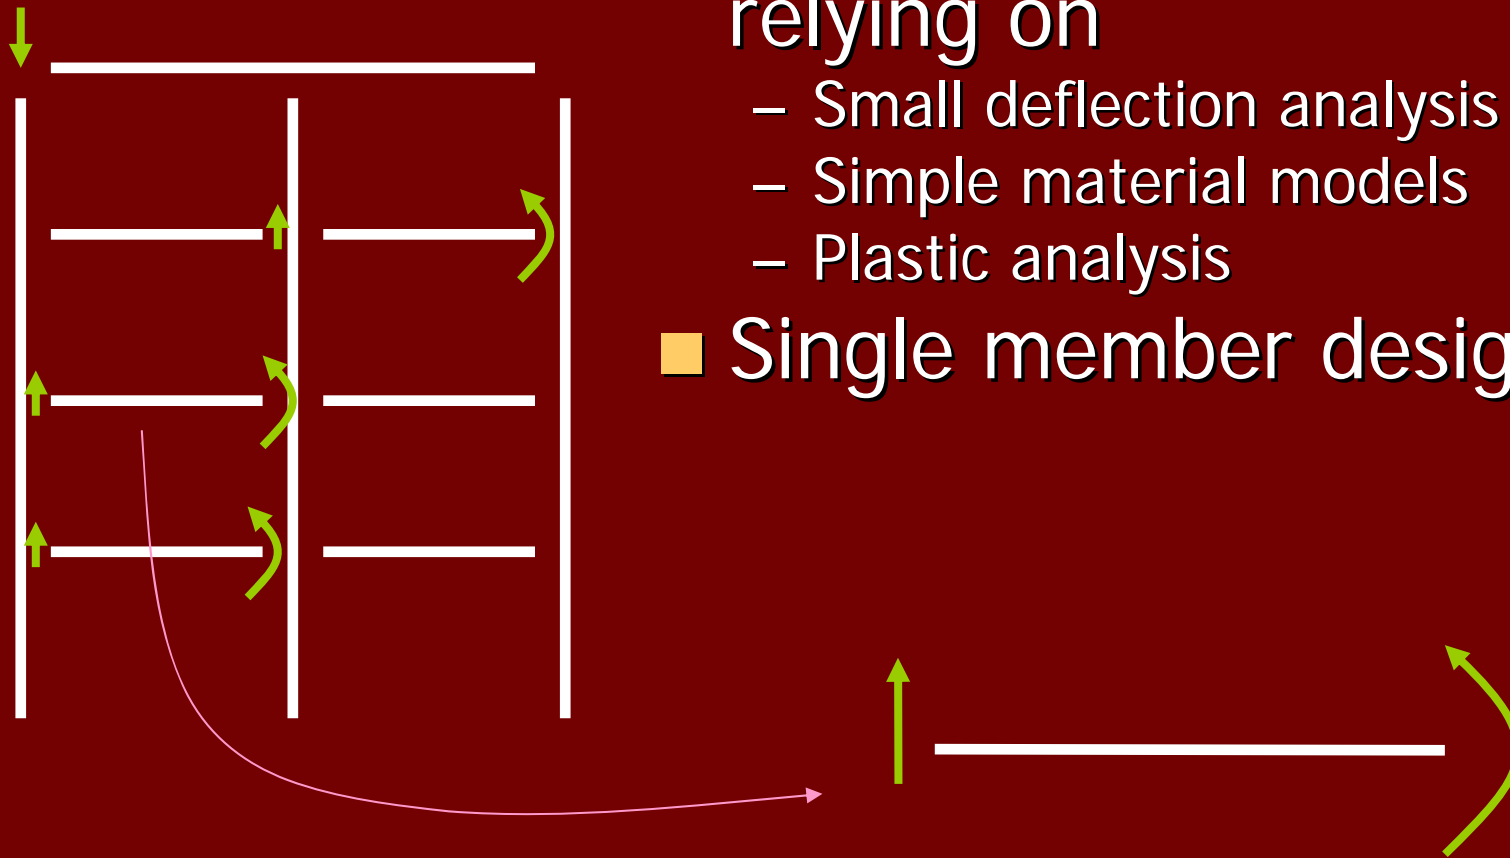 relying on
– Small deflection analysis
– Simple material models
– Plastic analysis
Single member desig